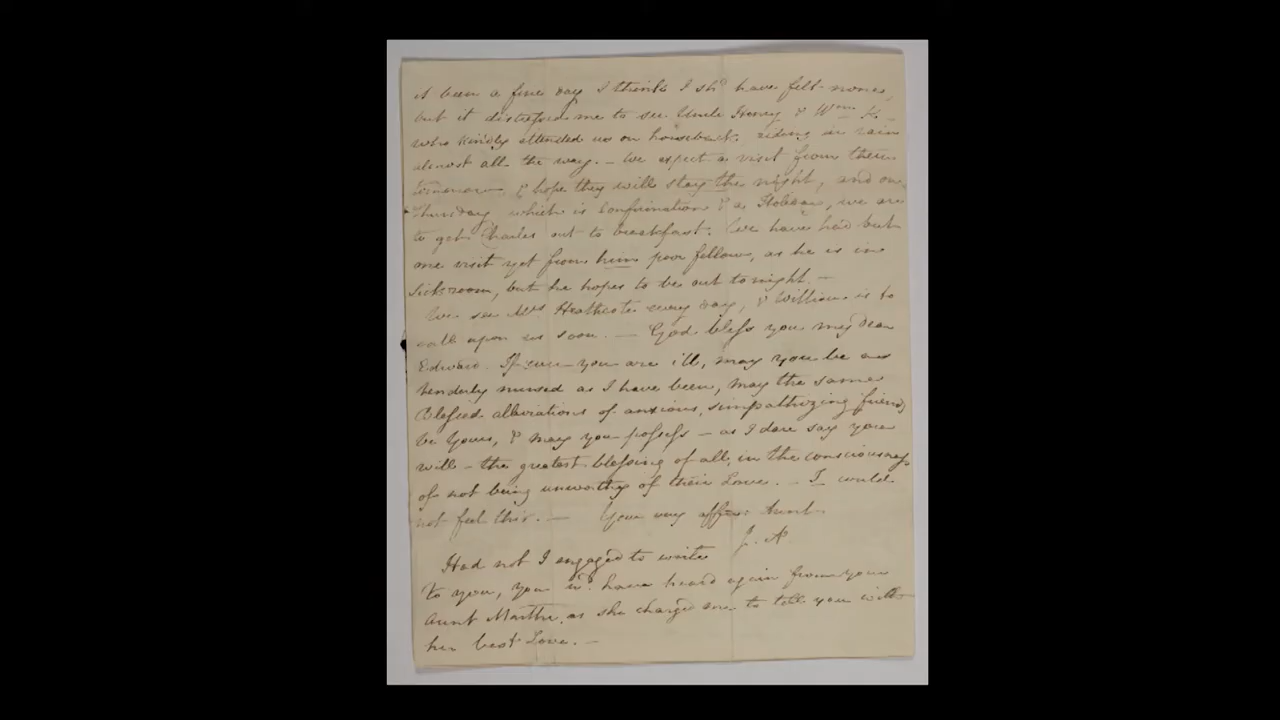 it been a fine day I think I shd have felt none,
but it distressed me to see Uncle Henry & Wm K-
who kindly attended us on horseback, riding in rain
almost all the way. — We expect a visit from them
tomorrow, & hope they will stay the night, and on
Thursday, which is Confirmation & a Holiday, we are
to get Charles out to breakfast. We have had but
one visit yet from him poor fellow, as he is in
Sickroom, but he hopes to be out tonight. —
We see Mrs Heathcote every day, & William is to
call upon us soon. — God bless you my dear
Edward. If ever you are ill, may you be as
tenderly nursed as I have been, may the same
Blessed alleviations of anxious, simpathizing friends
be Yours, & may you possess — as I dare say you
will — the greatest blessing of all, in the consciousness
of not being unworthy of their Love. — I could
not feel this. — Your very affec: Aunt.
J. A.
Had not I engaged to write
to you, you wd. have heard again from your
Aunt Martha, as she charged me to tell you with
her best Love. —